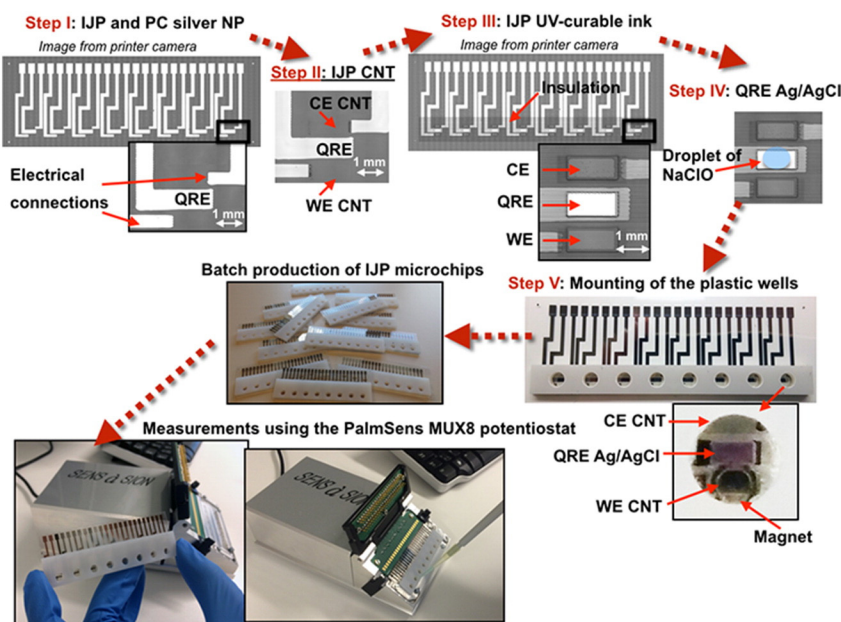 Step I: IJP and PC silver NP
Image from printer camera
Electrical
connections
QRE
1 mm
Step II: IJP CNT
CE CNT
QRE
1 mm
WE CNT
Step III: IJP UV-curable ink
Image from printer camera
Insulation
CE
QRE
WE
1 mm
Step IV: QRE Ag/AgCl
Droplet of
NaClO
Step V: Mounting of the plastic wells
Batch production of IJP microchips
CE CNT
QRE Ag/AgCl
WE CNT
Magnet
Measurements using the PalmSens MUX8 potentiostat
SENS à SION
SENS à SION